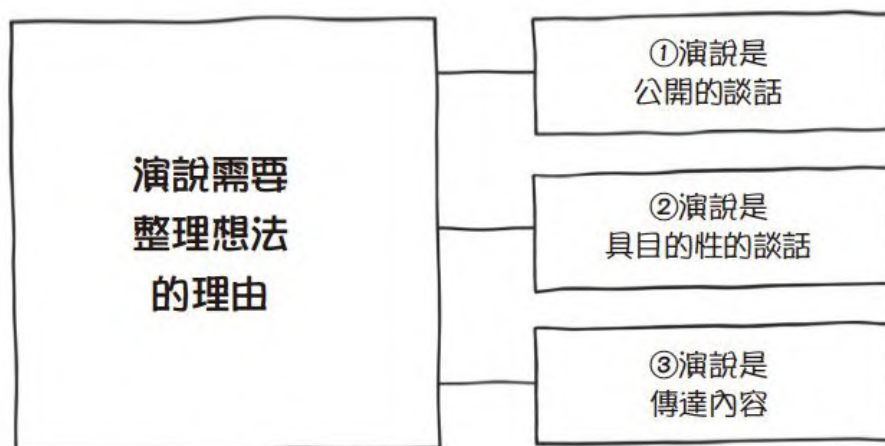 演說需要
整理想法
的理由
①演說是
公開的談話
②演說是
具目的性的談話
③演說是
傳達內容